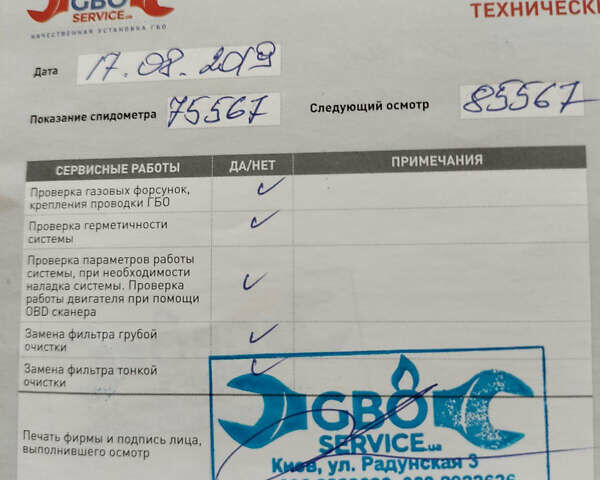 GBO
SERVICE.ua
КАЧЕСТВЕННАЯ УСТАНОВКА ГБО
Дата 17.08.2019
Показание спидометра 75567 Следующий осмотр 85567
СЕРВИСНЫЕ РАБОТЫ ДА/НЕТ ПРИМЕЧАНИЯ
Проверка газовых форсунок,
крепления проводки ГБО
Проверка герметичности
системы
Проверка параметров работы
системы, при необходимости
наладка системы. Проверка
работы двигателя при помощи
OBD сканера
Замена фильтра грубой
очистки
Замена фильтра тонкой
очистки
Печать фирмы и подпись лица,
выполнившего осмотр
GBO
SERVICE.ua
Киев, ул. Радунская 3